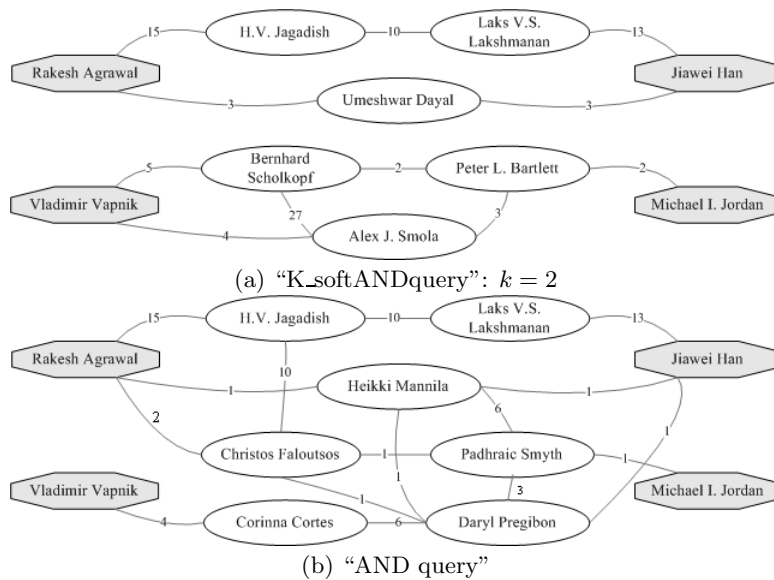 15
H.V. Jagadish
10
Laks V.S.
Lakshmanan
13
Rakesh Agrawal
Jiawei Han
3
Umeshwar Dayal
3
5
Bernhard
Scholkopf
2
Peter L. Bartlett
2
Vladimir Vapnik
27
3
Michael I. Jordan
4
Alex J. Smola
(a) “K_softANDquery”: k = 2
15
H.V. Jagadish
10
Laks V.S.
Lakshmanan
13
Rakesh Agrawal
Jiawei Han
10
1
Heikki Mannila
1
2
6
1
Christos Faloutsos
1
Padhraic Smyth
1
1
Vladimir Vapnik
3
Michael I. Jordan
1
4
Corinna Cortes
6
Daryl Pregibon
(b) “AND query”